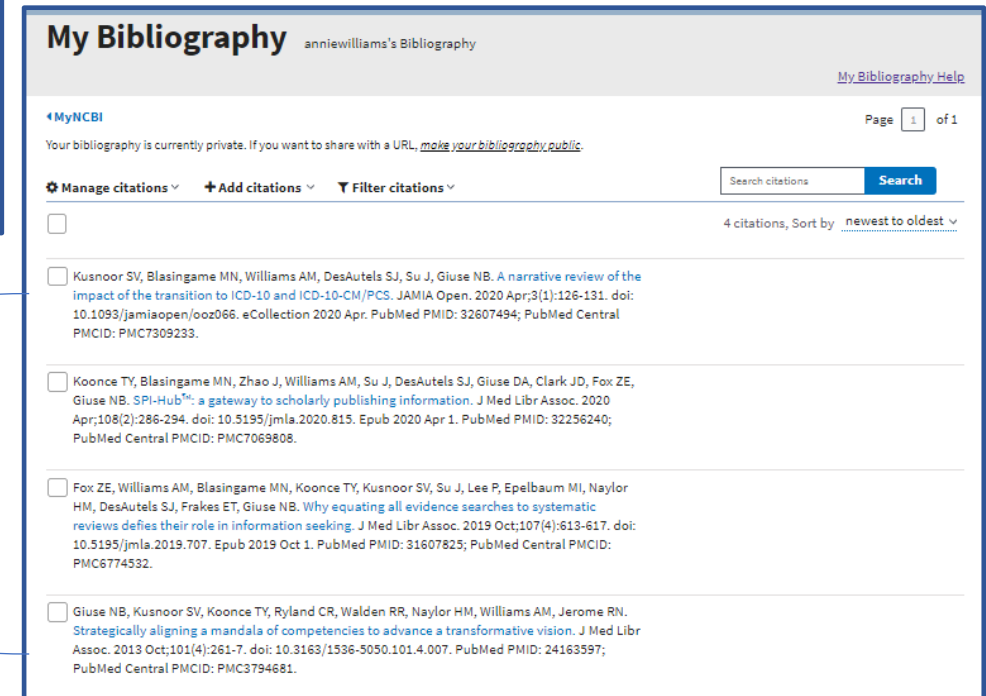 My Bibliography anniewilliams's Bibliography
My Bibliography Help
MyNCBI
Page 1 of 1
Your bibliography is currently private. If you want to share with a URL, make your bibliography public.
Manage citations + Add citations Filter citations
Search citations Search
4 citations, Sort by newest to oldest
Kusnoor SV, Blasingame MN, Williams AM, DesAutels SJ, Su J, Giuse NB. A narrative review of the
impact of the transition to ICD-10 and ICD-10-CM/PCS. JAMIA Open. 2020 Apr;3(1):126-131. doi:
10.1093/jamiaopen/ooz066. eCollection 2020 Apr. PubMed PMID: 32607494; PubMed Central
PMCID: PMC7309233.
Koonce TY, Blasingame MN, Zhao J, Williams AM, Su J, DesAutels SJ, Giuse DA, Clark JD, Fox ZE,
Giuse NB. SPI-Hub™: a gateway to scholarly publishing information. J Med Libr Assoc. 2020
Apr;108(2):286-294. doi: 10.5195/jmla.2020.815. Epub 2020 Apr 1. PubMed PMID: 32256240;
PubMed Central PMCID: PMC7069808.
Fox ZE, Williams AM, Blasingame MN, Koonce TY, Kusnoor SV, Su J, Lee P, Epelbaum MI, Naylor
HM, DesAutels SJ, Frakes ET, Giuse NB. Why equating all evidence searches to systematic
reviews defies their role in information seeking. J Med Libr Assoc. 2019 Oct;107(4):613-617. doi:
10.5195/jmla.2019.707. Epub 2019 Oct 1. PubMed PMID: 31607825; PubMed Central PMCID:
PMC6774532.
Giuse NB, Kusnoor SV, Koonce TY, Ryland CR, Walden RR, Naylor HM, Williams AM, Jerome RN.
Strategically aligning a mandala of competencies to advance a transformative vision. J Med Libr
Assoc. 2013 Oct;101(4):261-7. doi: 10.3163/1536-5050.101.4.007. PubMed PMID: 24163597;
PubMed Central PMCID: PMC3794681.